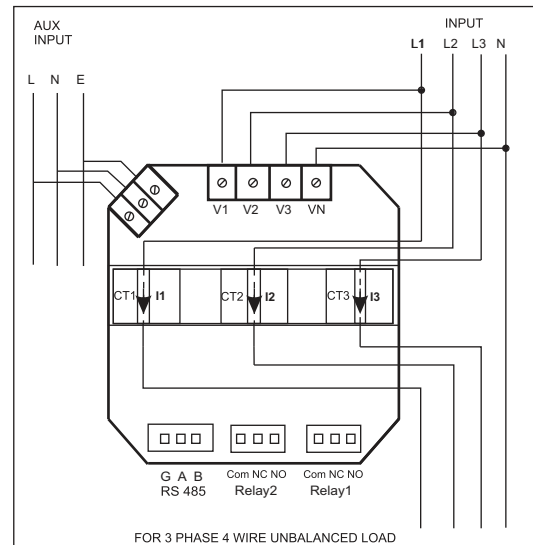 AUX
INPUT
INPUT
L1 L2 L3 N
L N E
V1 V2 V3 VN
CT1 I1 CT2 I2 CT3 I3
G A B
RS 485
Com NC NO
Relay2
Com NC NO
Relay1
FOR 3 PHASE 4 WIRE UNBALANCED LOAD